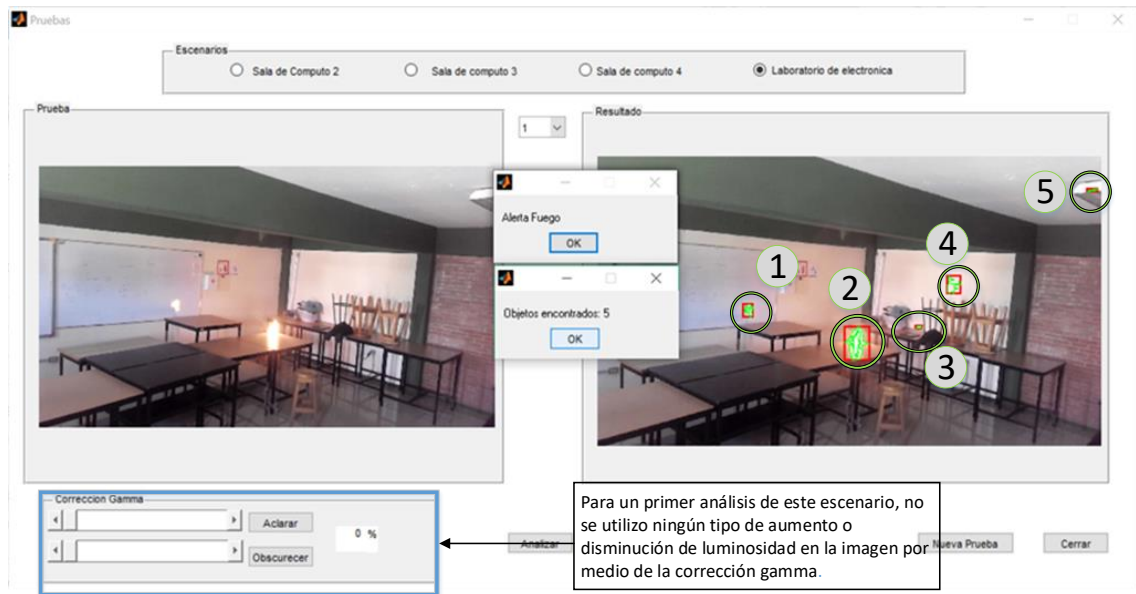 Pruebas
Escenarios
Sala de Computo 2
Sala de computo 3
Sala de computo 4
Laboratorio de electronica
Prueba
1
Resultado
Alerta Fuego
OK
Objetos encontrados: 5
OK
1
2
3
4
5
Correccion Gamma
Aclarar
0 %
Obscurecer
Analizar
Para un primer análisis de este escenario, no
se utilizo ningún tipo de aumento o
disminución de luminosidad en la imagen por
medio de la corrección gamma.
Nueva Prueba
Cerrar